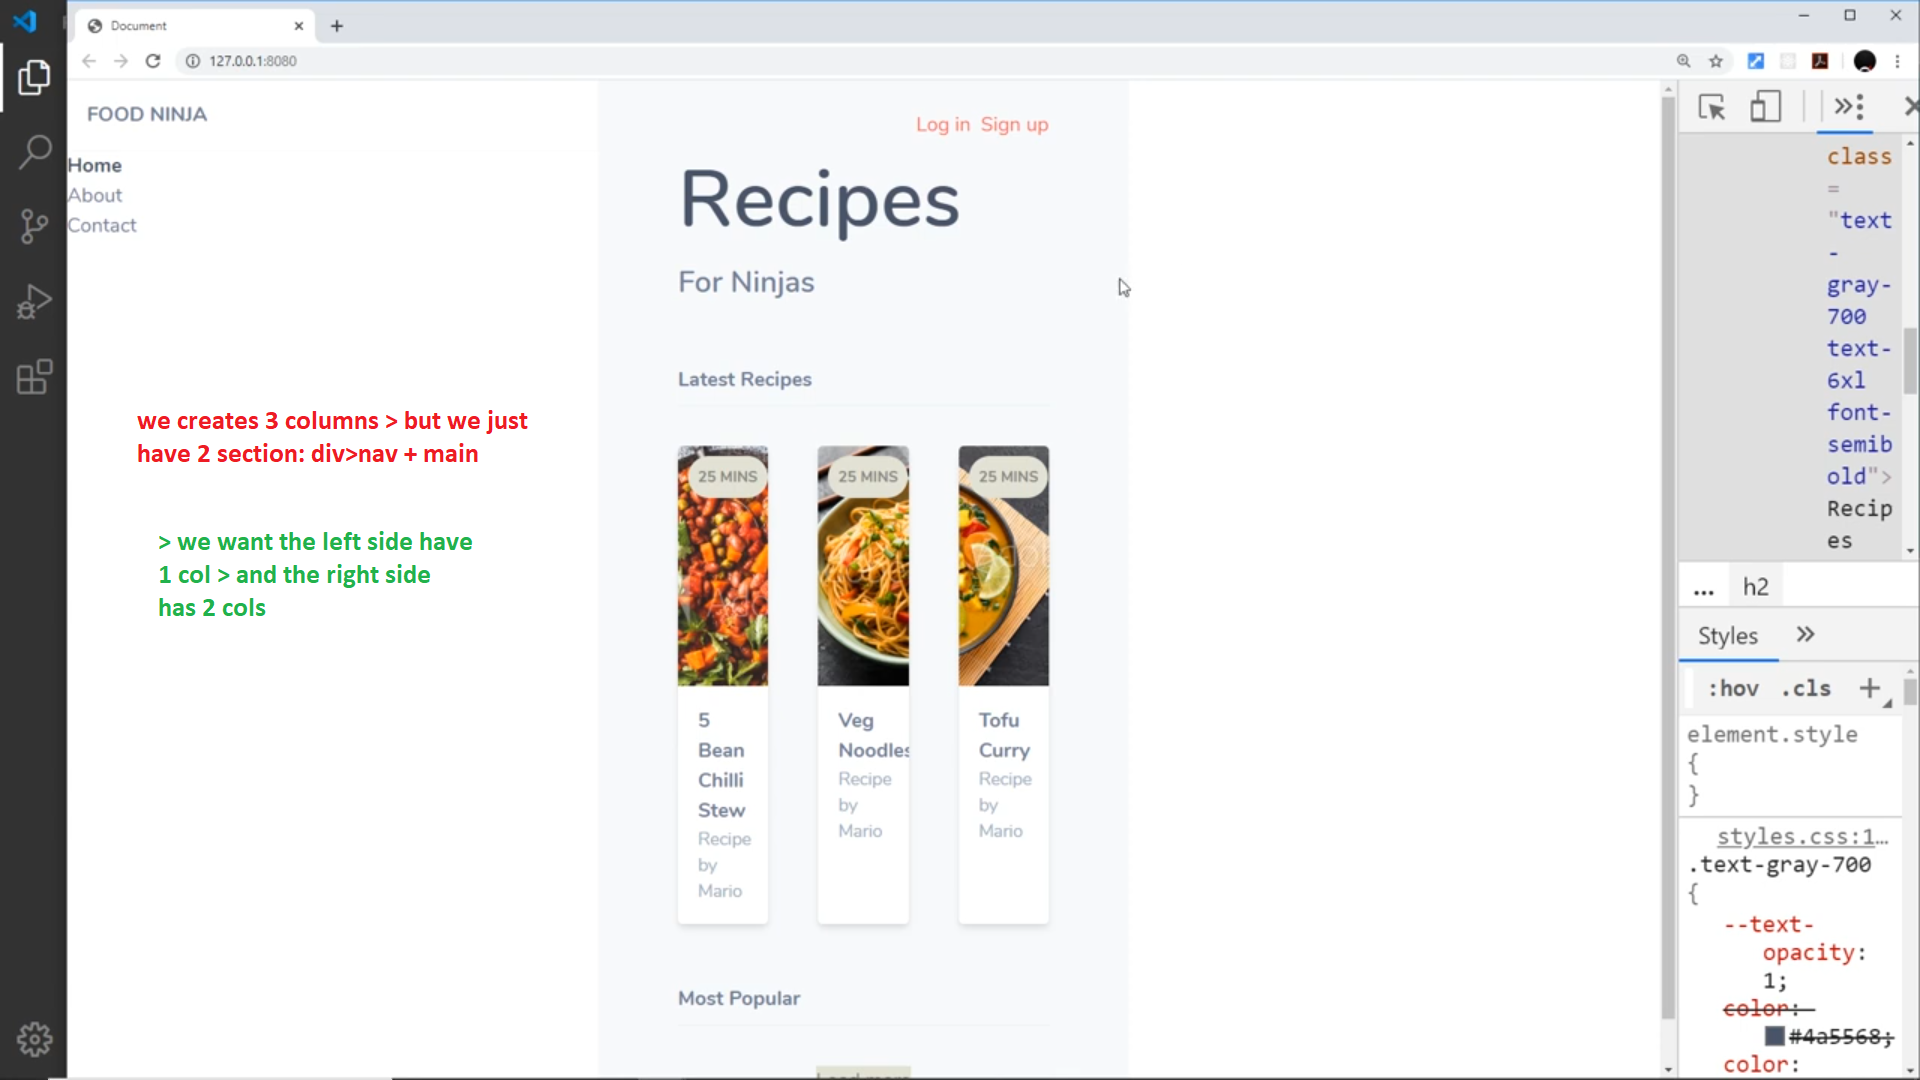 Document
127.0.0.1:8080
FOOD NINJA
Home
About
Contact
Log in Sign up
Recipes
For Ninjas
we creates 3 columns > but we just
have 2 section: div>nav + main
> we want the left side have
1 col > and the right side
has 2 cols
Latest Recipes
25 MINS
25 MINS
25 MINS
5
Bean
Chilli
Stew
Recipe
by
Mario
Veg
Noodles
Recipe
by
Mario
Tofu
Curry
Recipe
by
Mario
Most Popular
class
=
"text
-
gray-
700
text-
6xl
font-
semib
old">
Recip
es
... h2
Styles
:hov .cls +
element.style
{
}
styles.css:1…
.text-gray-700
{
--text-
opacity:
1;
color:
#4a5568;
color: